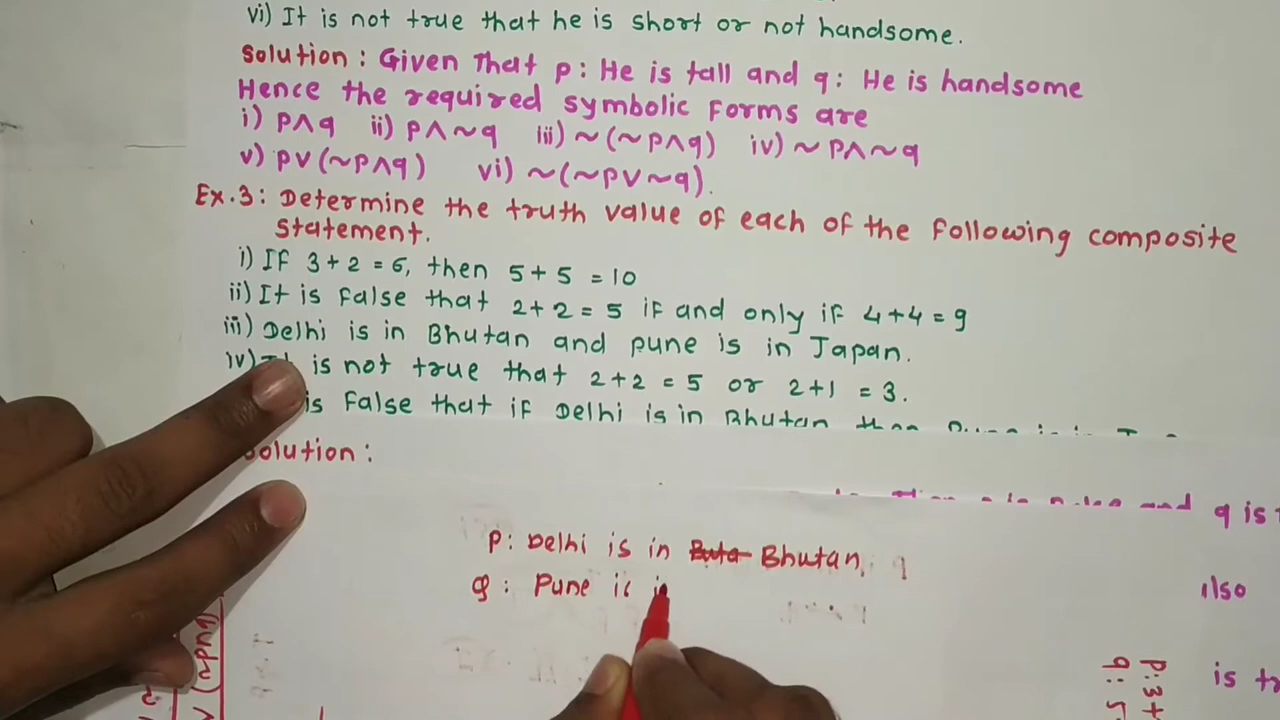 vi) It is not true that he is short or not handsome.
Solution: Given that p: He is tall and q: He is handsome
Hence the required symbolic forms are
i) p∧q ii) p∧~q iii) ~(~p∧q) iv) ~p∧~q
v) p∨(~p∧q) vi) ~(~p∨~q).
Ex.3: Determine the truth value of each of the following composite
statement.
i) If 3+2=6, then 5+5=10
ii) It is false that 2+2=5 if and only if 4+4=9
iii) Delhi is in Bhutan and pune is in Japan.
iv) It is not true that 2+2=5 or 2+1=3.
is false that if Delhi is in Bhutan
Solution:
and q is
p: Delhi is in Bhutan
q: Pune is
is